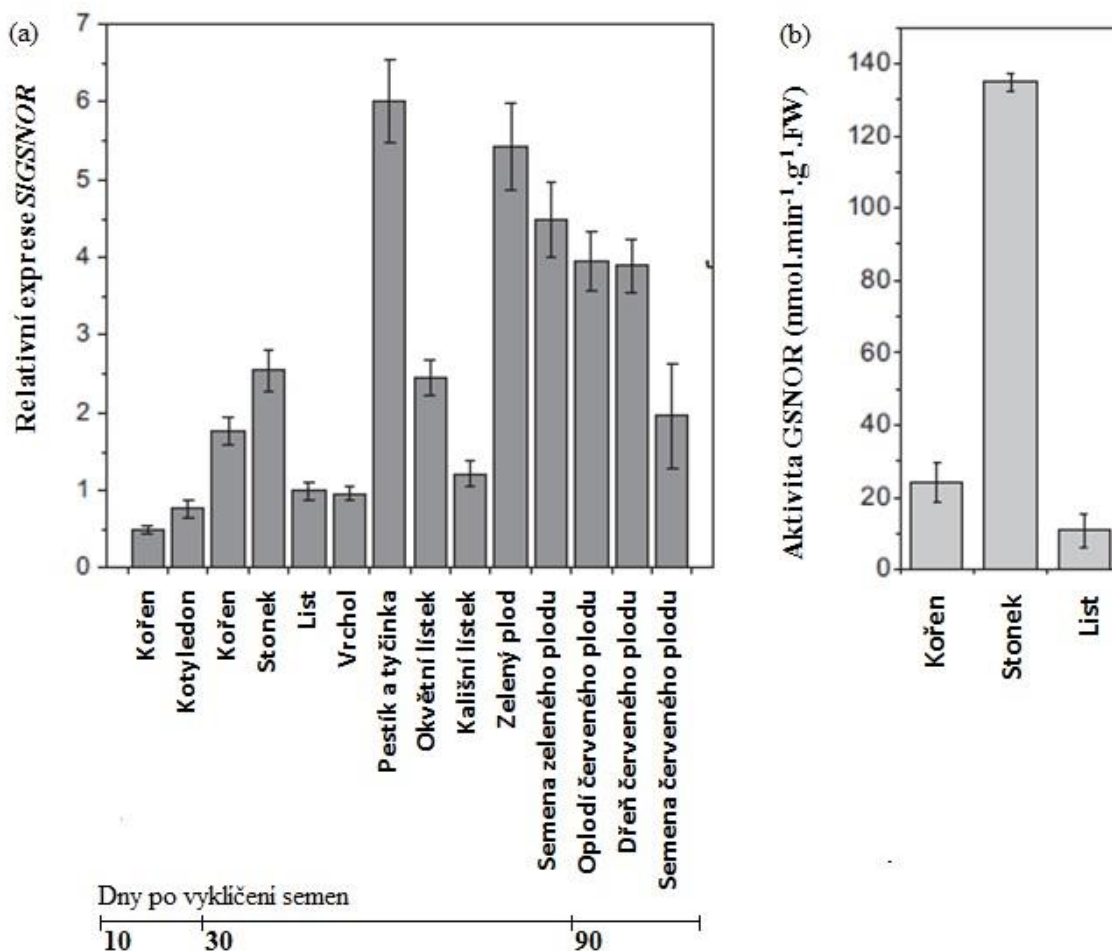 (a)
Relativní exprese SlGSNOR
7
6
5
4
3
2
1
0
Kořen
Kotyledon
Kořen
Stonek
List
Vrchol
Pestík a tyčinka
Okvětní lístek
Kališní lístek
Zelený plod
Semena zeleného plodu
Oplodí červeného plodu
Dřeň červeného plodu
Semena červeného plodu
Dny po vyklíčení semen
10 30 90
(b)
Aktivita GSNOR (nmol.min⁻¹.g⁻¹.FW)
140
120
100
80
60
40
20
0
Kořen
Stonek
List